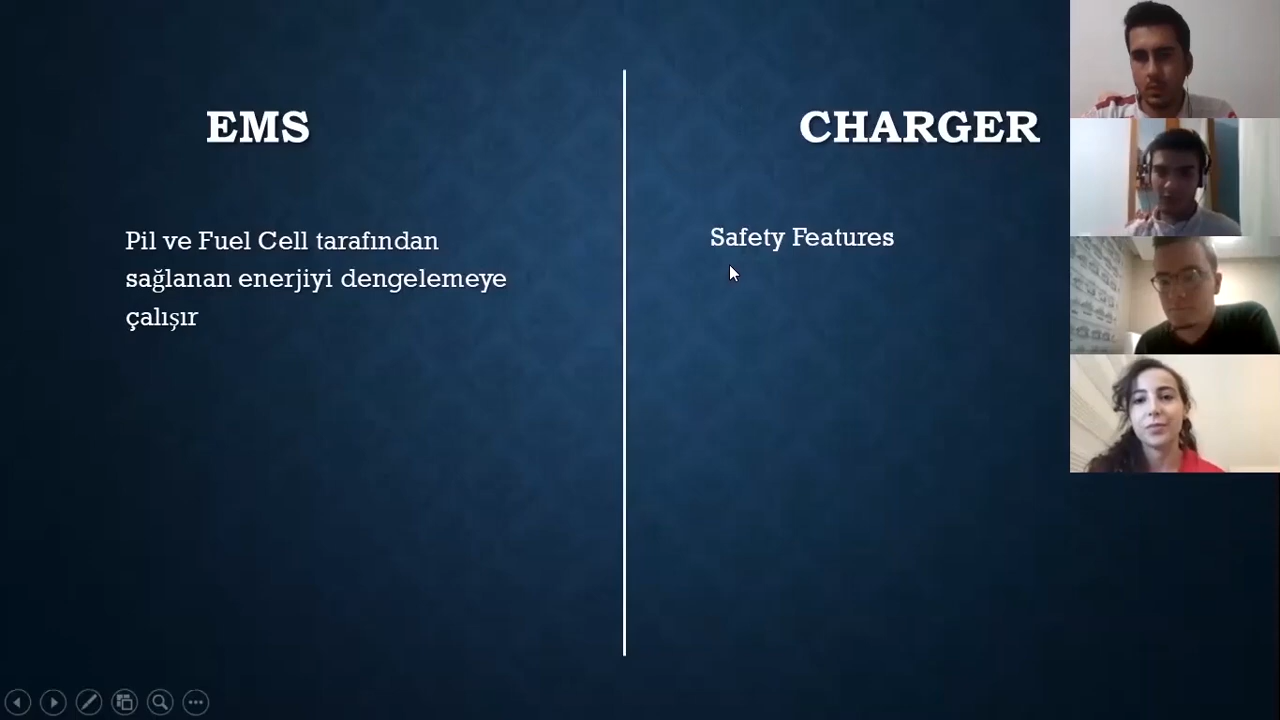 EMS
Pil ve Fuel Cell tarafından
sağlanan enerjiyi dengelemeye
çalışır
CHARGER
Safety Features